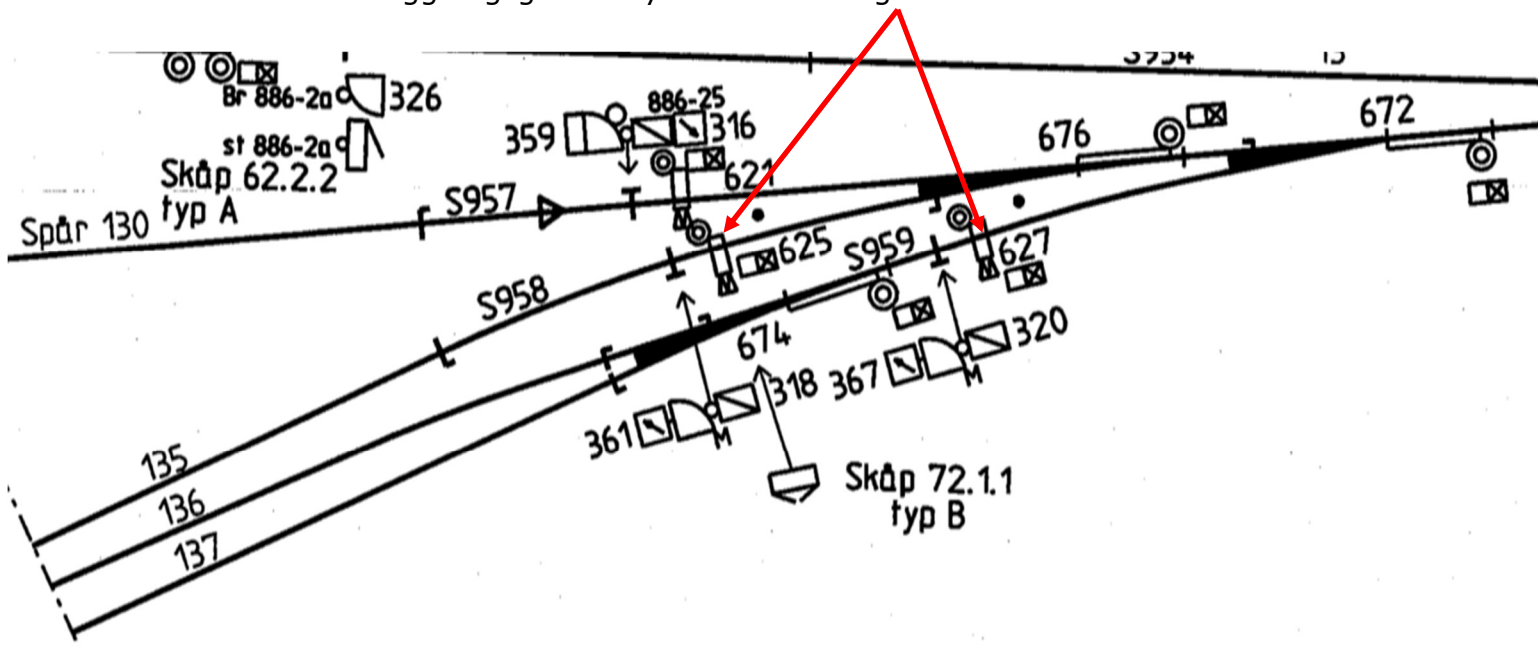 Br 886-2a
326
st 886-2a
Skåp 62.2.2
typ A
359
886-25
316
621
676
672
Spår 130
S957
625
S959
627
S958
674
320
318
367
361
135
136
137
Skåp 72.1.1
typ B
M
M